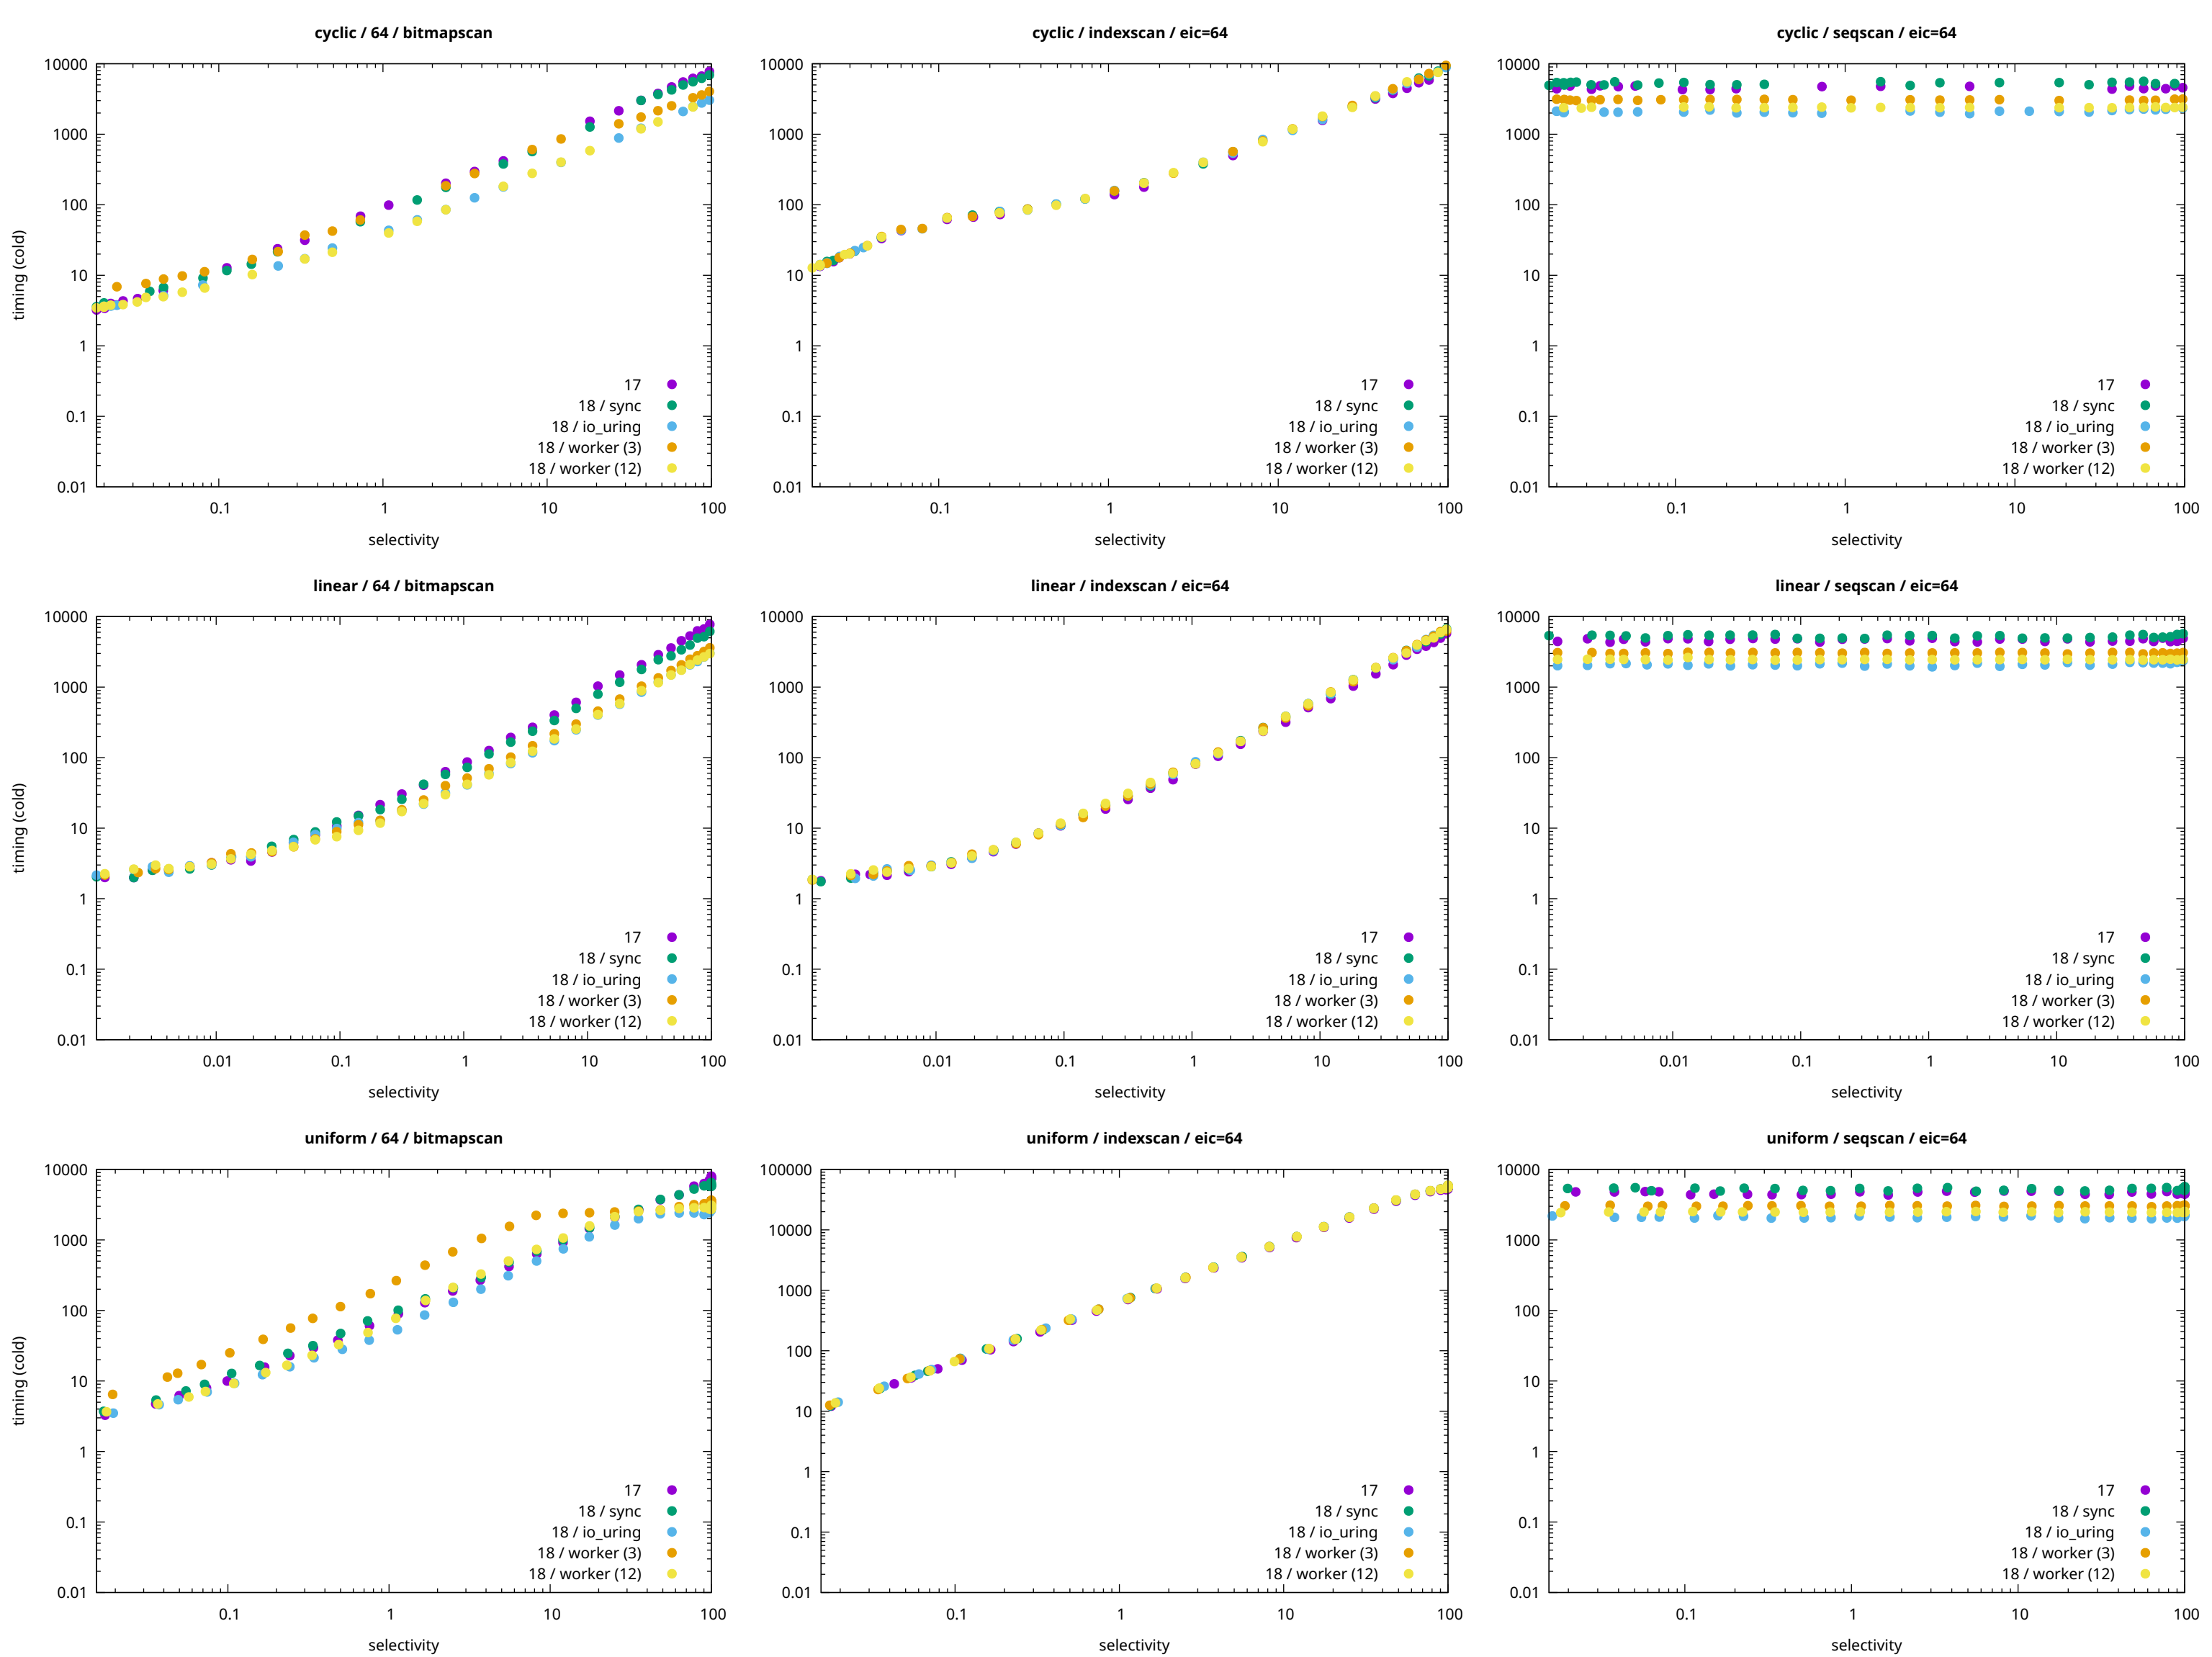 cyclic / 64 / bitmapscan
10000
1000
100
10
1
0.1
0.01
timing (cold)
0.1
1
10
100
selectivity
17
18 / sync
18 / io_uring
18 / worker (3)
18 / worker (12)
cyclic / indexscan / eic=64
10000
1000
100
10
1
0.1
0.01
0.1
1
10
100
selectivity
17
18 / sync
18 / io_uring
18 / worker (3)
18 / worker (12)
cyclic / seqscan / eic=64
10000
1000
100
10
1
0.1
0.01
0.1
1
10
100
selectivity
17
18 / sync
18 / io_uring
18 / worker (3)
18 / worker (12)
linear / 64 / bitmapscan
10000
1000
100
10
1
0.1
0.01
timing (cold)
0.01
0.1
1
10
100
selectivity
17
18 / sync
18 / io_uring
18 / worker (3)
18 / worker (12)
linear / indexscan / eic=64
10000
1000
100
10
1
0.1
0.01
0.01
0.1
1
10
100
selectivity
17
18 / sync
18 / io_uring
18 / worker (3)
18 / worker (12)
linear / seqscan / eic=64
10000
1000
100
10
1
0.1
0.01
0.01
0.1
1
10
100
selectivity
17
18 / sync
18 / io_uring
18 / worker (3)
18 / worker (12)
uniform / 64 / bitmapscan
10000
1000
100
10
1
0.1
0.01
timing (cold)
0.1
1
10
100
selectivity
17
18 / sync
18 / io_uring
18 / worker (3)
18 / worker (12)
uniform / indexscan / eic=64
100000
10000
1000
100
10
1
0.1
0.01
0.1
1
10
100
selectivity
17
18 / sync
18 / io_uring
18 / worker (3)
18 / worker (12)
uniform / seqscan / eic=64
10000
1000
100
10
1
0.1
0.01
0.1
1
10
100
selectivity
17
18 / sync
18 / io_uring
18 / worker (3)
18 / worker (12)